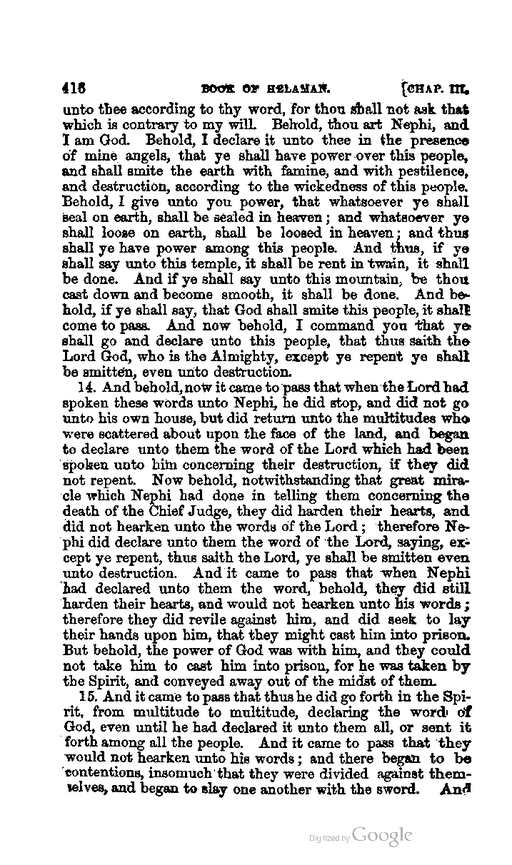 416 BOOK OF HELAMAN. [CHAP. III.
unto thee according to thy word, for thou shall not ask that
which is contrary to my will. Behold, thou art Nephi, and
I am God. Behold, I declare it unto thee in the presence
of mine angels, that ye shall have power over this people,
and shall smite the earth with famine, and with pestilence,
and destruction, according to the wickedness of this people.
Behold, I give unto you power, that whatsoever ye shall
seal on earth, shall be sealed in heaven; and whatsoever ye
shall loose on earth, shall be loosed in heaven; and thus
shall ye have power among this people. And thus, if ye
shall say unto this temple, it shall be rent in twain, it shall
be done. And if ye shall say unto this mountain, be thou
cast down and become smooth, it shall be done. And be-
hold, if ye shall say, that God shall smite this people, it shall
come to pass. And now behold, I command you that ye
shall go and declare unto this people, that thus saith the
Lord God, who is the Almighty, except ye repent ye shall
be smitten, even unto destruction.
14. And behold, now it came to pass that when the Lord had
spoken these words unto Nephi, he did stop, and did not go
unto his own house, but did return unto the multitudes who
were scattered about upon the face of the land, and began
to declare unto them the word of the Lord which had been
spoken unto him concerning their destruction, if they did
not repent. Now behold, notwithstanding that great mira-
cle which Nephi had done in telling them concerning the
death of the Chief Judge, they did harden their hearts, and
did not hearken unto the words of the Lord; therefore Ne-
phi did declare unto them the word of the Lord, saying, ex-
cept ye repent, thus saith the Lord, ye shall be smitten even
unto destruction. And it came to pass that when Nephi
had declared unto them the word, behold, they did still
harden their hearts, and would not hearken unto his words;
therefore they did revile against him, and did seek to lay
their hands upon him, that they might cast him into prison.
But behold, the power of God was with him, and they could
not take him to cast him into prison, for he was taken by
the Spirit, and conveyed away out of the midst of them.
15. And it came to pass that thus he did go forth in the Spi-
rit, from multitude to multitude, declaring the word of
God, even until he had declared it unto them all, or sent it
forth among all the people. And it came to pass that they
would not hearken unto his words; and there began to be
contentions, insomuch that they were divided against them-
selves, and began to slay one another with the sword. And
Digitized by Google